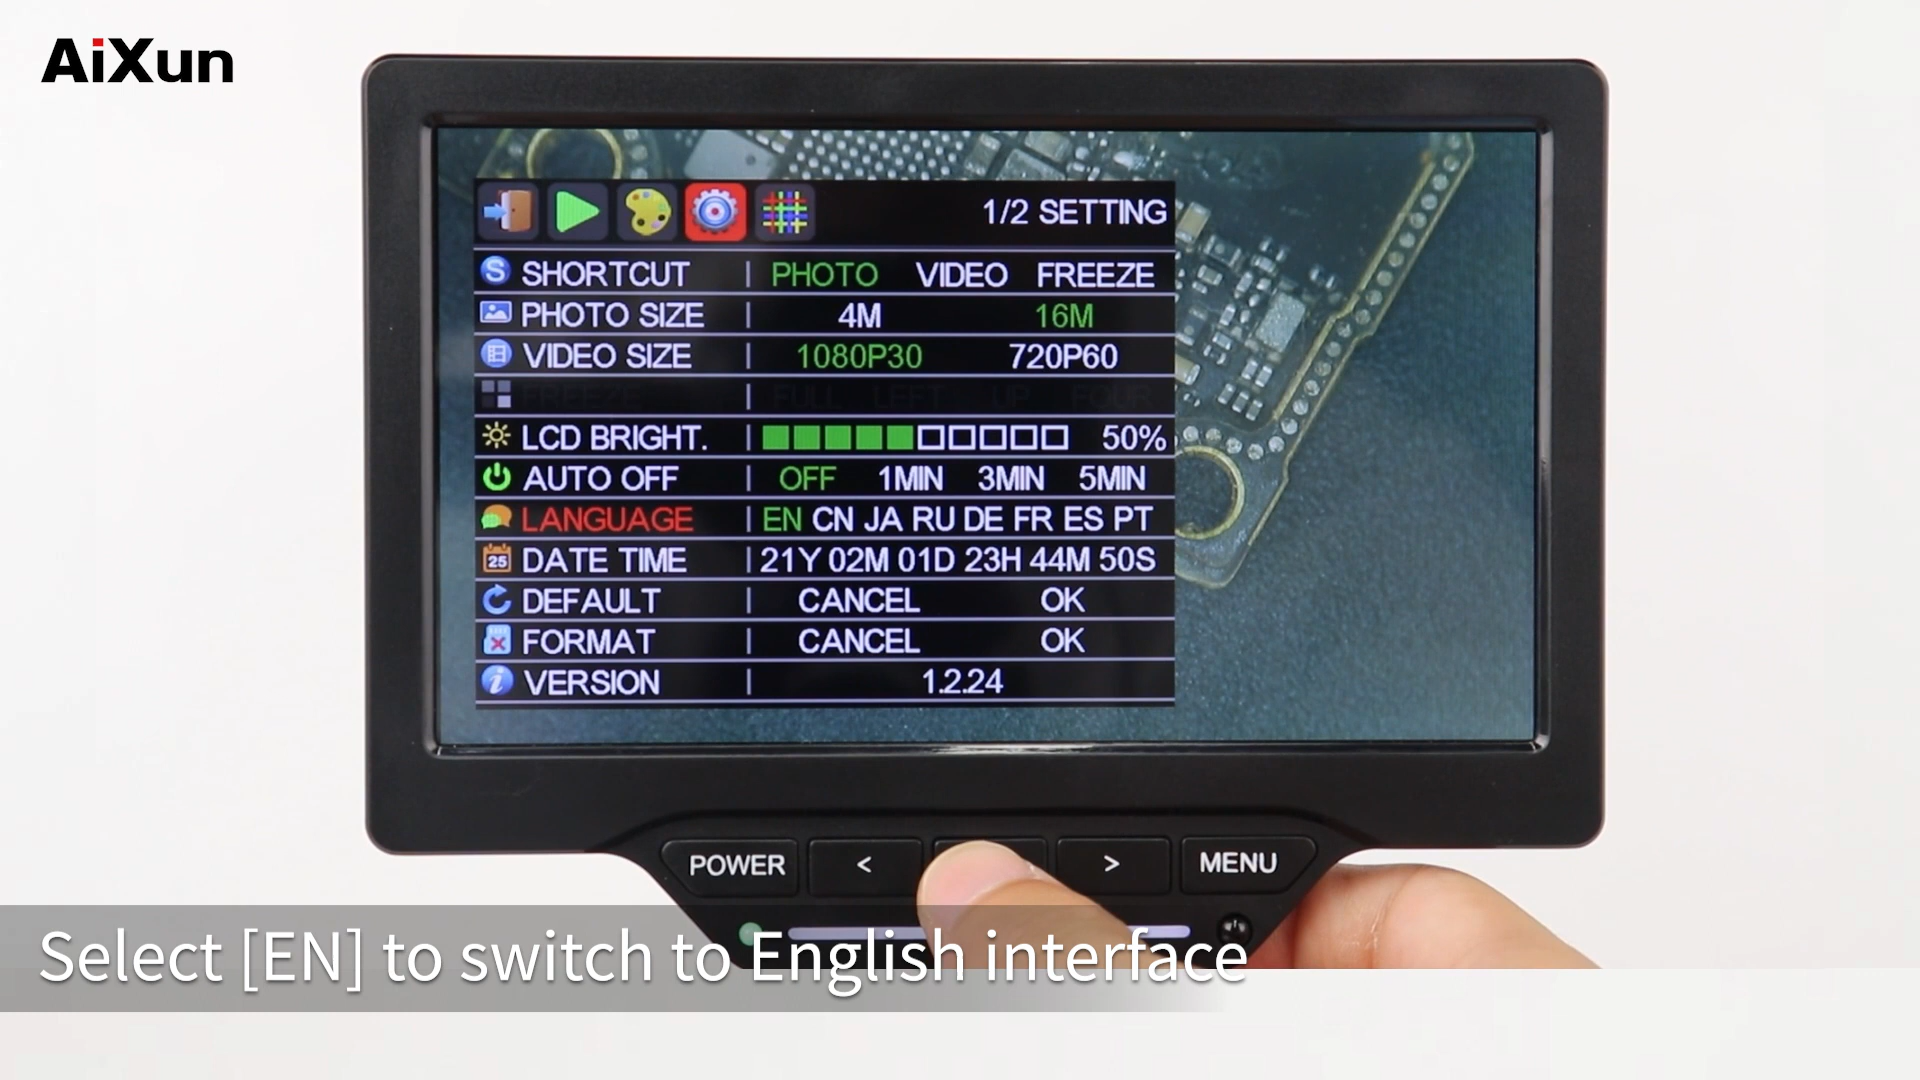 AiXun
1/2 SETTING
SHORTCUT | PHOTO VIDEO FREEZE
PHOTO SIZE | 4M 16M
VIDEO SIZE | 1080P30 720P60
FREEZE | FULL LEFT UP FOUR
LCD BRIGHT. | 50%
AUTO OFF | OFF 1MIN 3MIN 5MIN
LANGUAGE | EN CN JA RU DE FR ES PT
25 DATE TIME | 21Y 02M 01D 23H 44M 50S
DEFAULT | CANCEL OK
FORMAT | CANCEL OK
VERSION | 1.2.24
POWER < > MENU
Select [EN] to switch to English interface